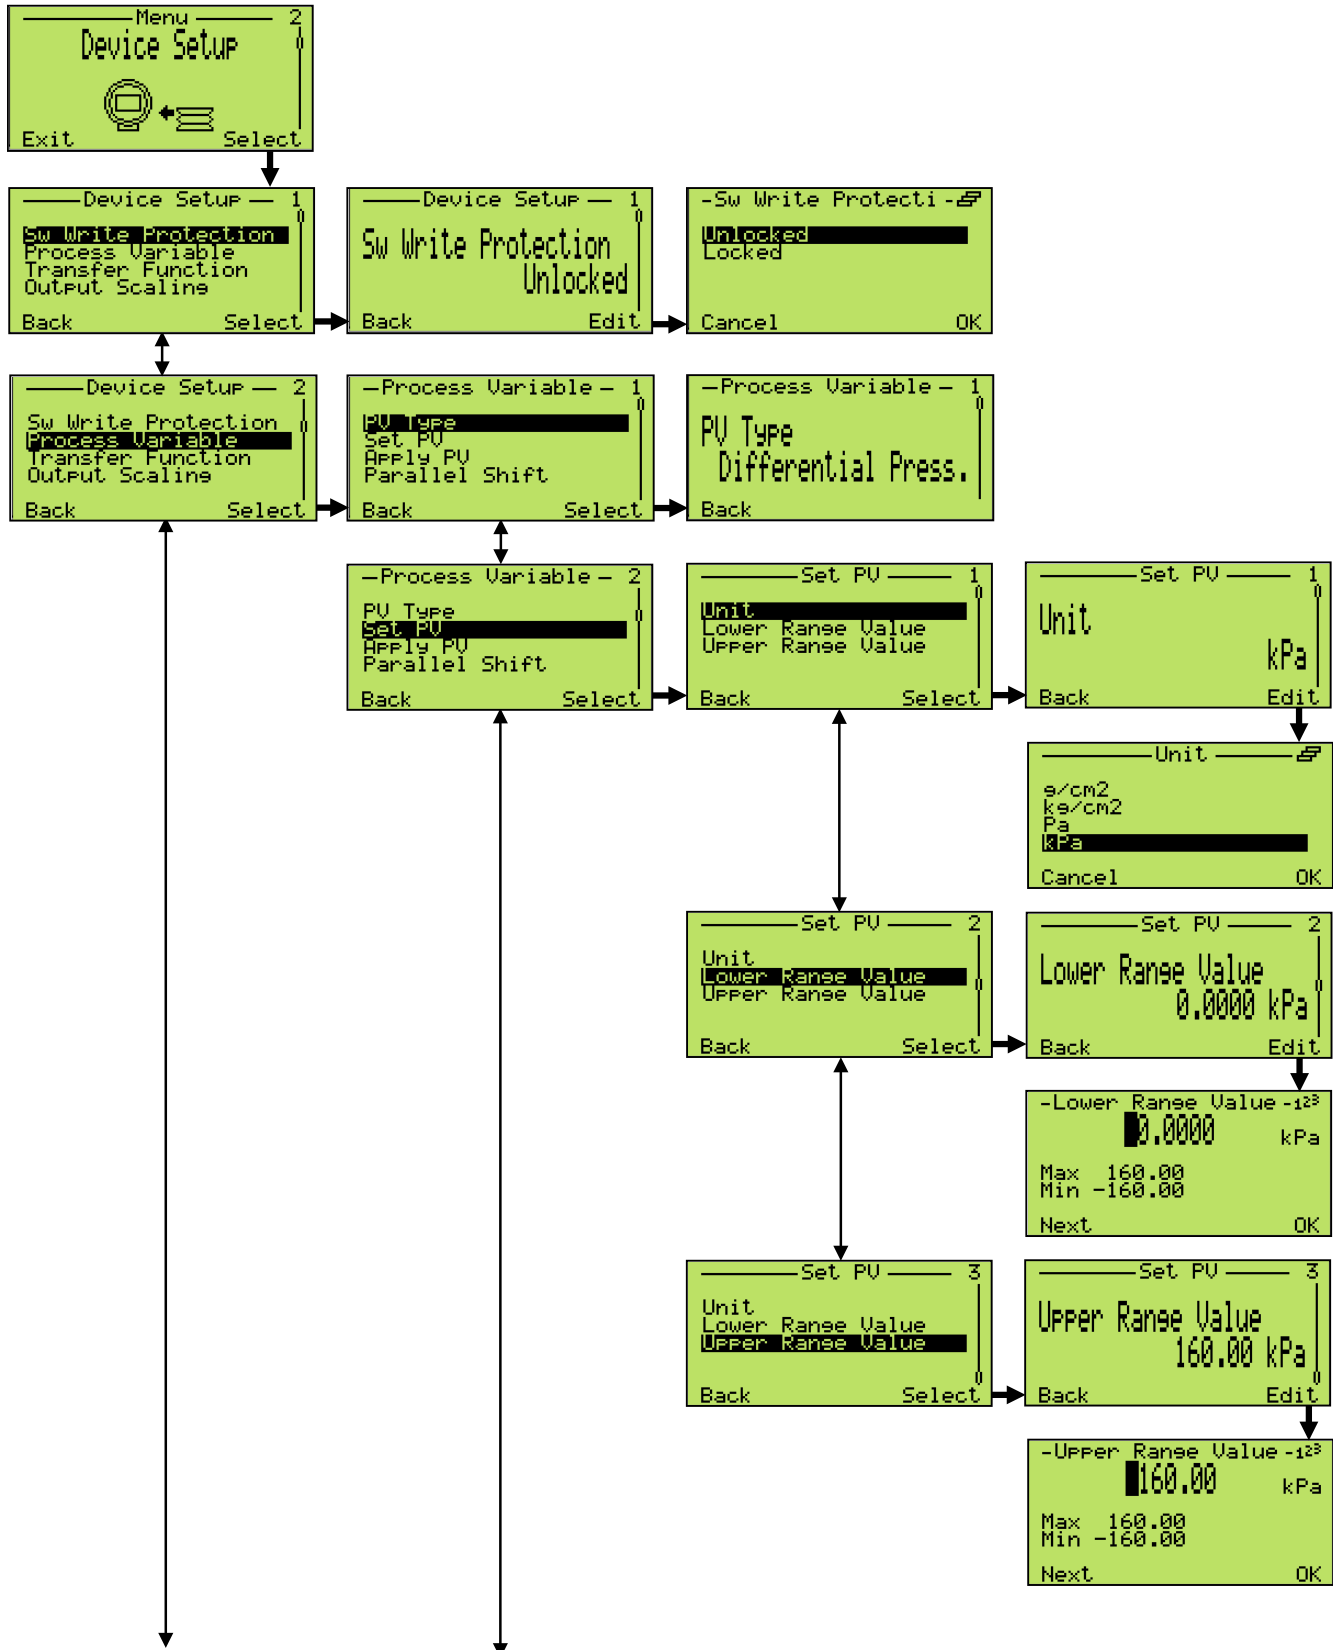 Menu 2
Device Setup
Exit Select
Device Setup 1
Sw Write Protection
Process Variable
Transfer Function
Output Scaling
Back Select
Device Setup 1
Sw Write Protection
Unlocked
Back Edit
-Sw Write Protecti-
Unlocked
Locked
Cancel OK
Device Setup 2
Sw Write Protection
Process Variable
Transfer Function
Output Scaling
Back Select
Process Variable 1
PV Type
Set PV
Apply PV
Parallel Shift
Back Select
Process Variable 1
PV Type
Differential Press.
Back
Process Variable 2
PV Type
Set PV
Apply PV
Parallel Shift
Back Select
Set PV 1
Unit
Lower Range Value
Upper Range Value
Back Select
Set PV 1
Unit
kPa
Back Edit
Unit
g/cm2
kg/cm2
Pa
kPa
Cancel OK
Set PV 2
Unit
Lower Range Value
Upper Range Value
Back Select
Set PV 2
Lower Range Value
0.0000 kPa
Back Edit
-Lower Range Value-123
0.0000 kPa
Max 160.00
Min -160.00
Next OK
Set PV 3
Unit
Lower Range Value
Upper Range Value
Back Select
Set PV 3
Upper Range Value
160.00 kPa
Back Edit
-Upper Range Value-123
160.00 kPa
Max 160.00
Min -160.00
Next OK